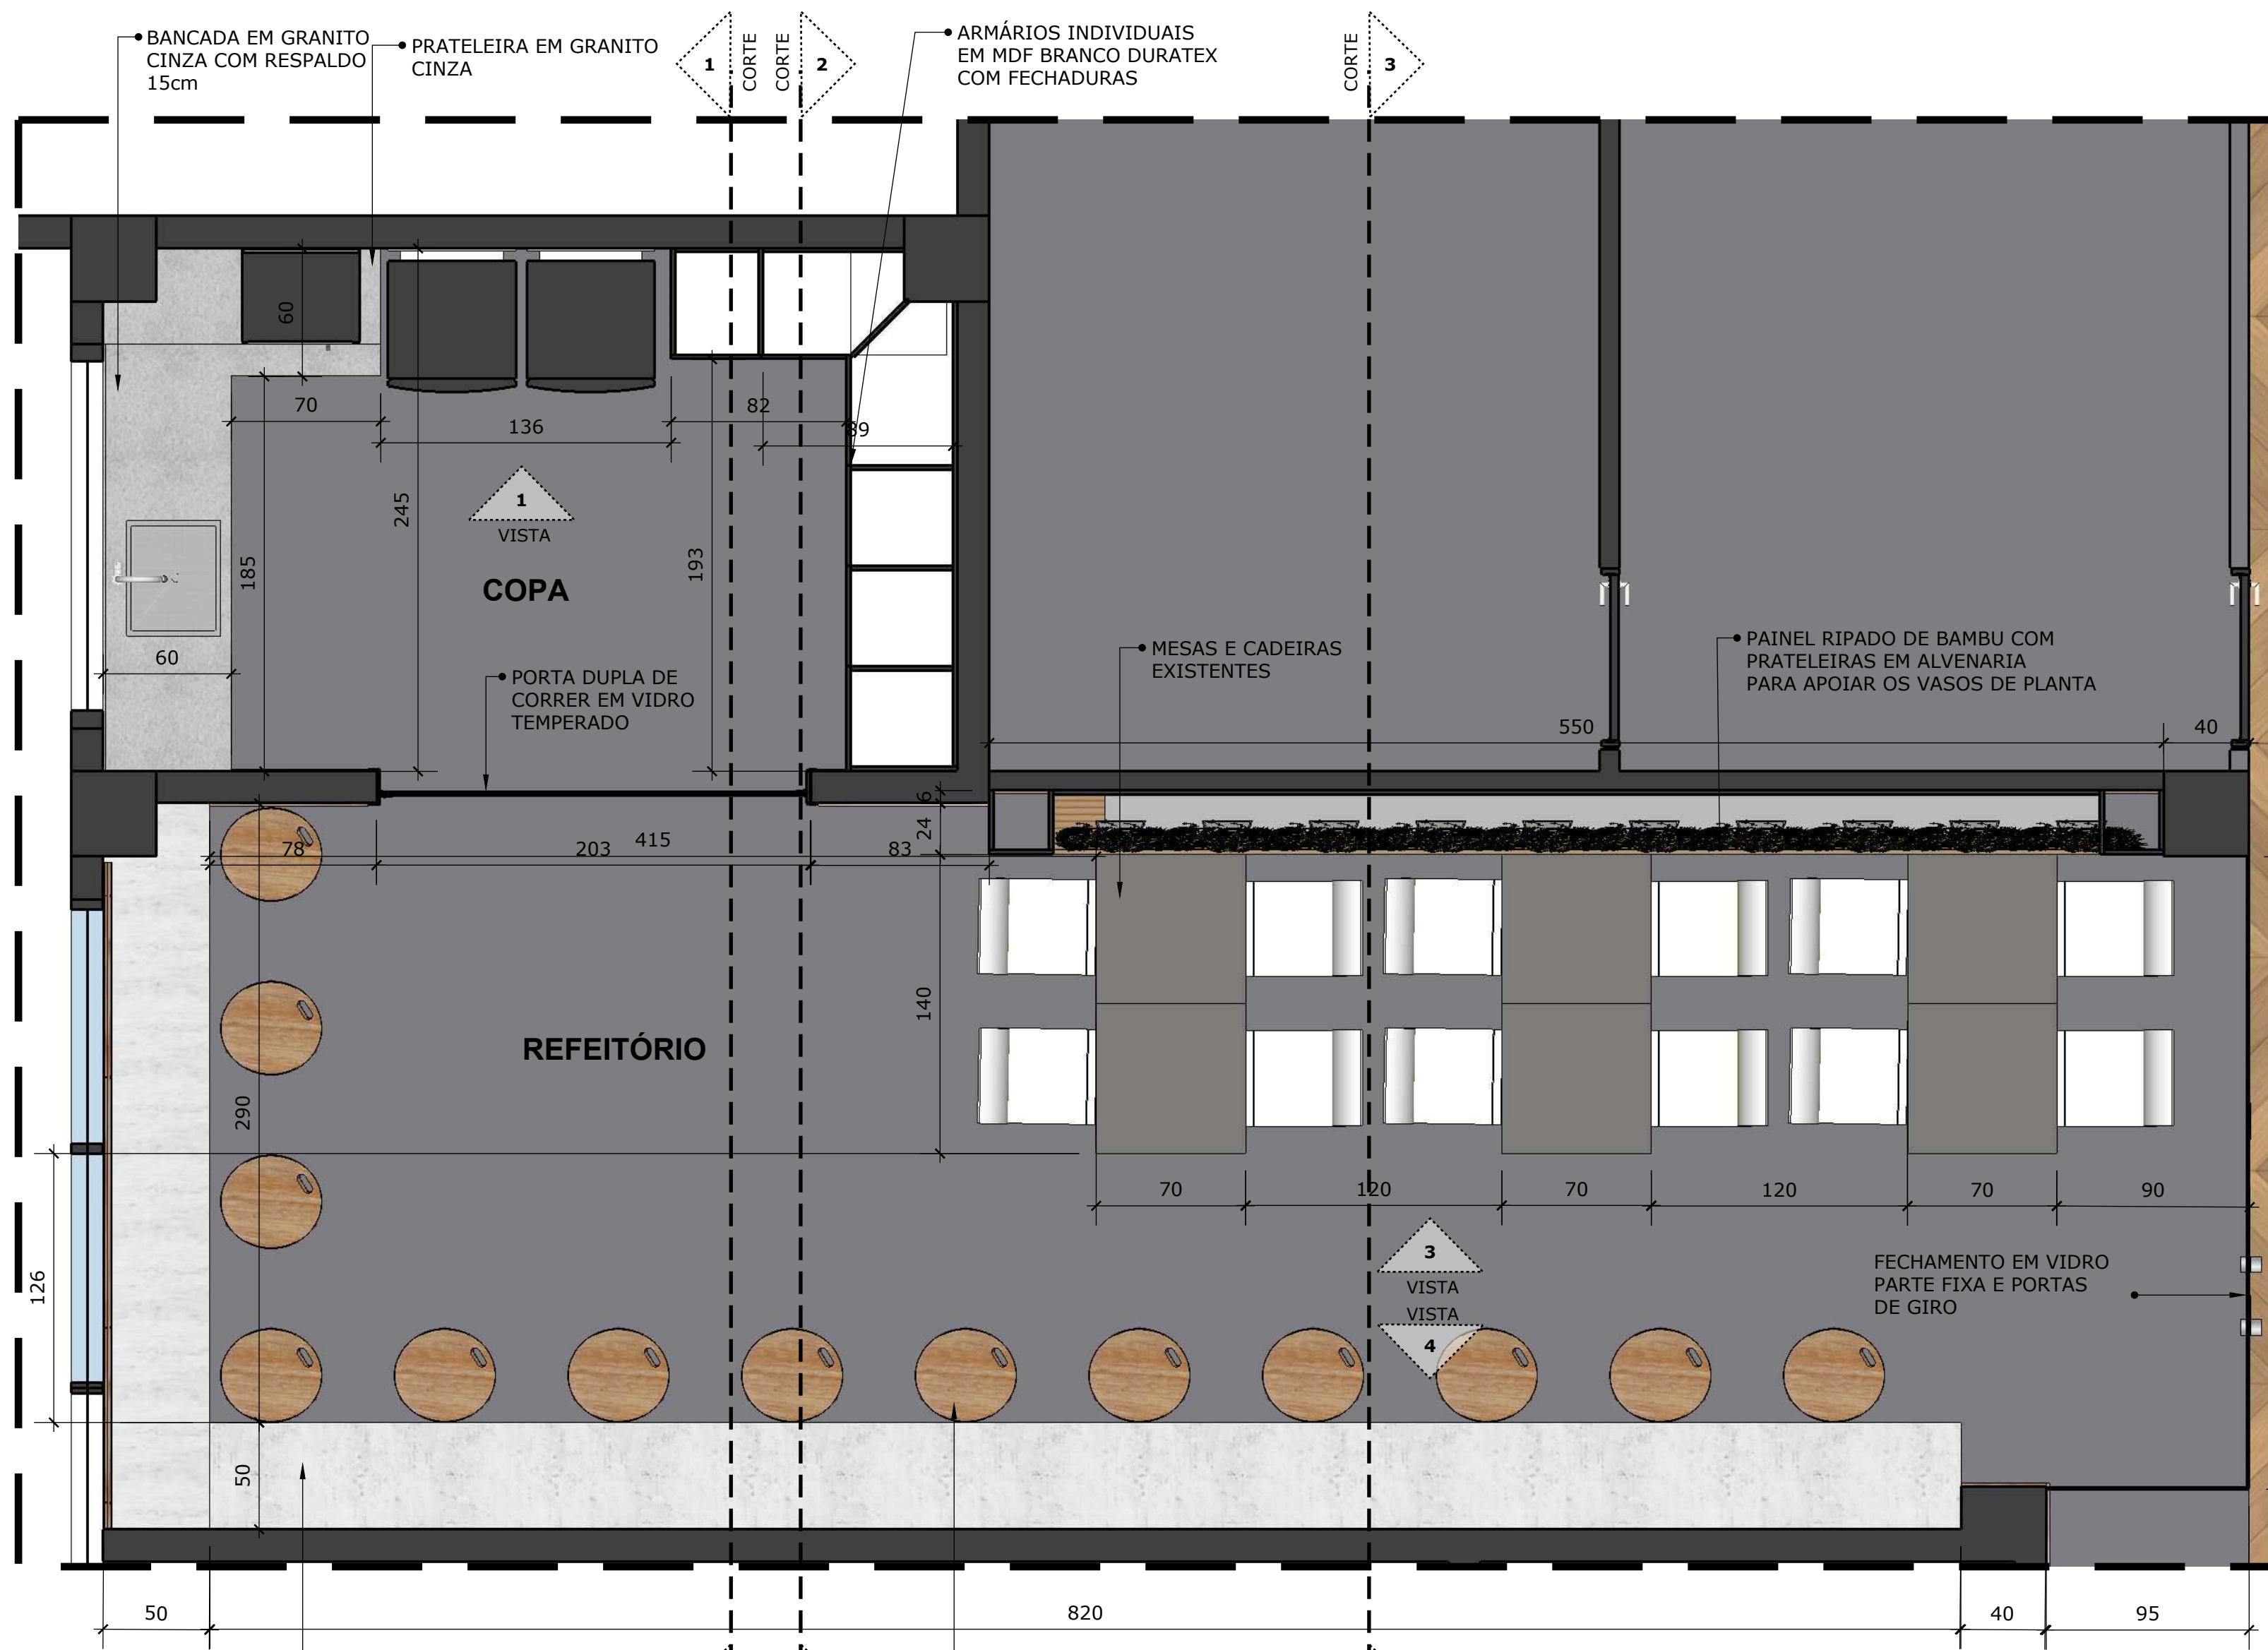 BANCADA EM GRANITO
CINZA COM RESPALDO
15cm
PRATELEIRA EM GRANITO
CINZA
1
CORTE
CORTE
2
ARMÁRIOS INDIVIDUAIS
EM MDF BRANCO DURATEX
COM FECHADURAS
CORTE
3
60
70
136
82
89
245
1
VISTA
COPA
185
193
60
PORTA DUPLA DE
CORRER EM VIDRO
TEMPERADO
MESAS E CADEIRAS
EXISTENTES
PAINEL RIPADO DE BAMBU COM
PRATELEIRAS EM ALVENARIA
PARA APOIAR OS VASOS DE PLANTA
550
40
6
24
78
203
415
83
140
REFEITÓRIO
290
126
70
120
70
120
70
90
3
VISTA
VISTA
4
FECHAMENTO EM VIDRO
PARTE FIXA E PORTAS
DE GIRO
50
50
820
40
95